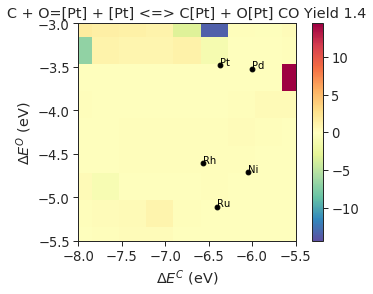 C + O=[Pt] + [Pt] <=> C[Pt] + O[Pt] CO Yield 1.4
−3.0
−3.5
−4.0
−4.5
−5.0
−5.5
ΔE^O (eV)
Pt
Pd
Rh
Ni
Ru
−8.0 −7.5 −7.0 −6.5 −6.0 −5.5
ΔE^C (eV)
10
5
0
−5
−10